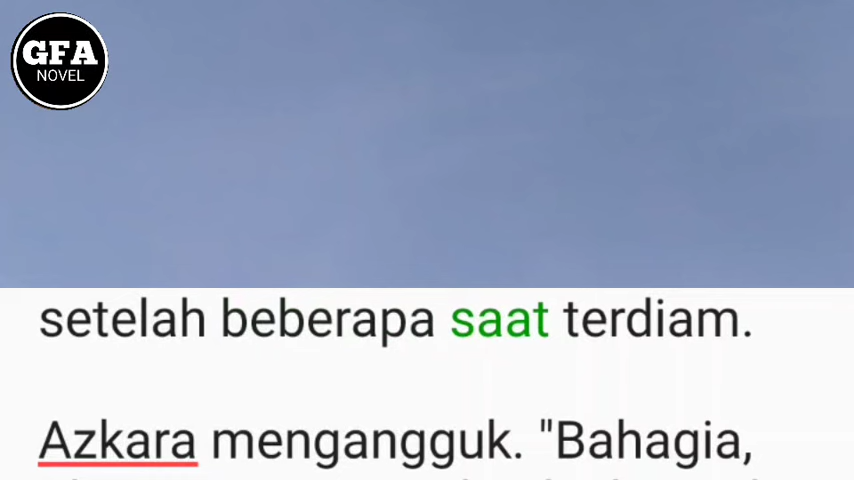 GFA
NOVEL
setelah beberapa saat terdiam.
Azkara mengangguk. "Bahagia,